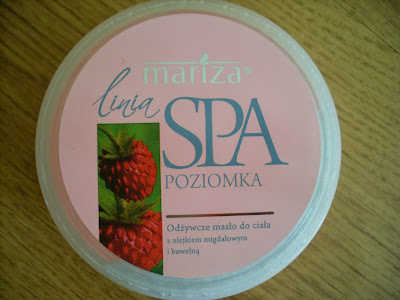 mariza®
linia
SPA
POZIOMKA
Odżywcze masło do ciała
z olejkiem migdałowym
i bawełną